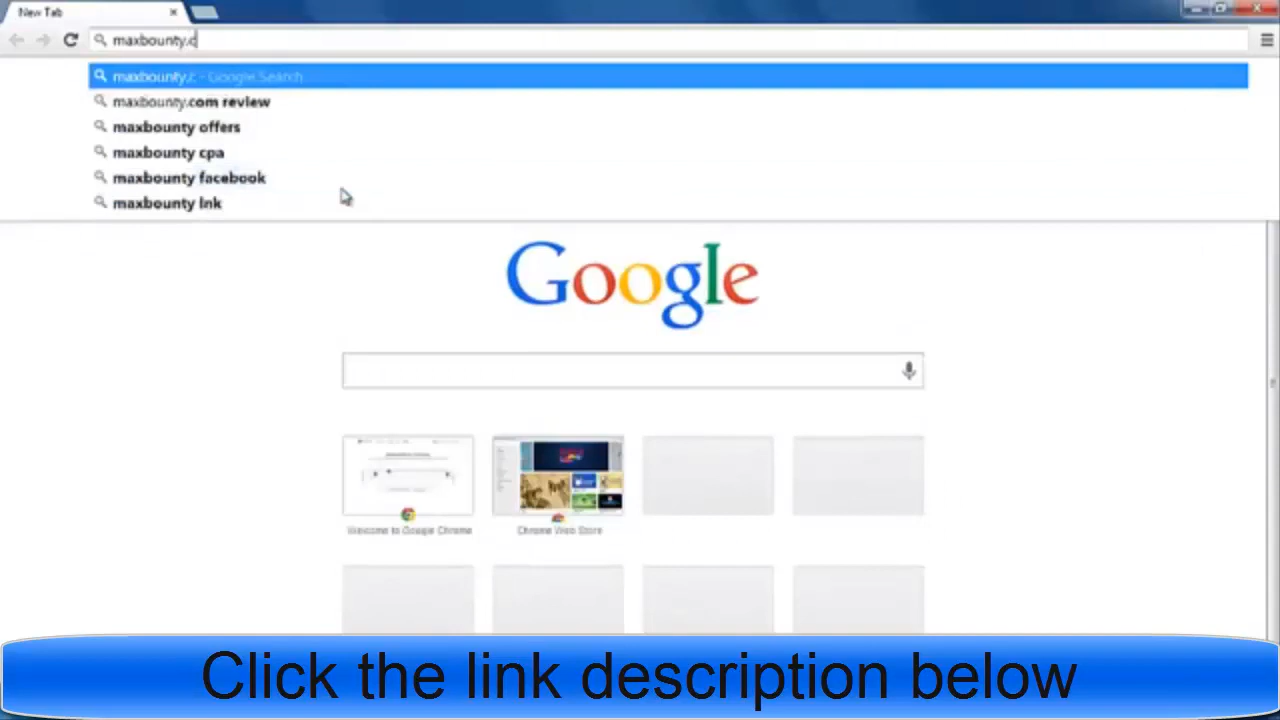 New Tab
maxbounty.c
maxbounty.c - Google Search
maxbounty.com review
maxbounty offers
maxbounty cpa
maxbounty facebook
maxbounty lnk
Google
Welcome to Google Chrome
Chrome Web Store
Click the link description below